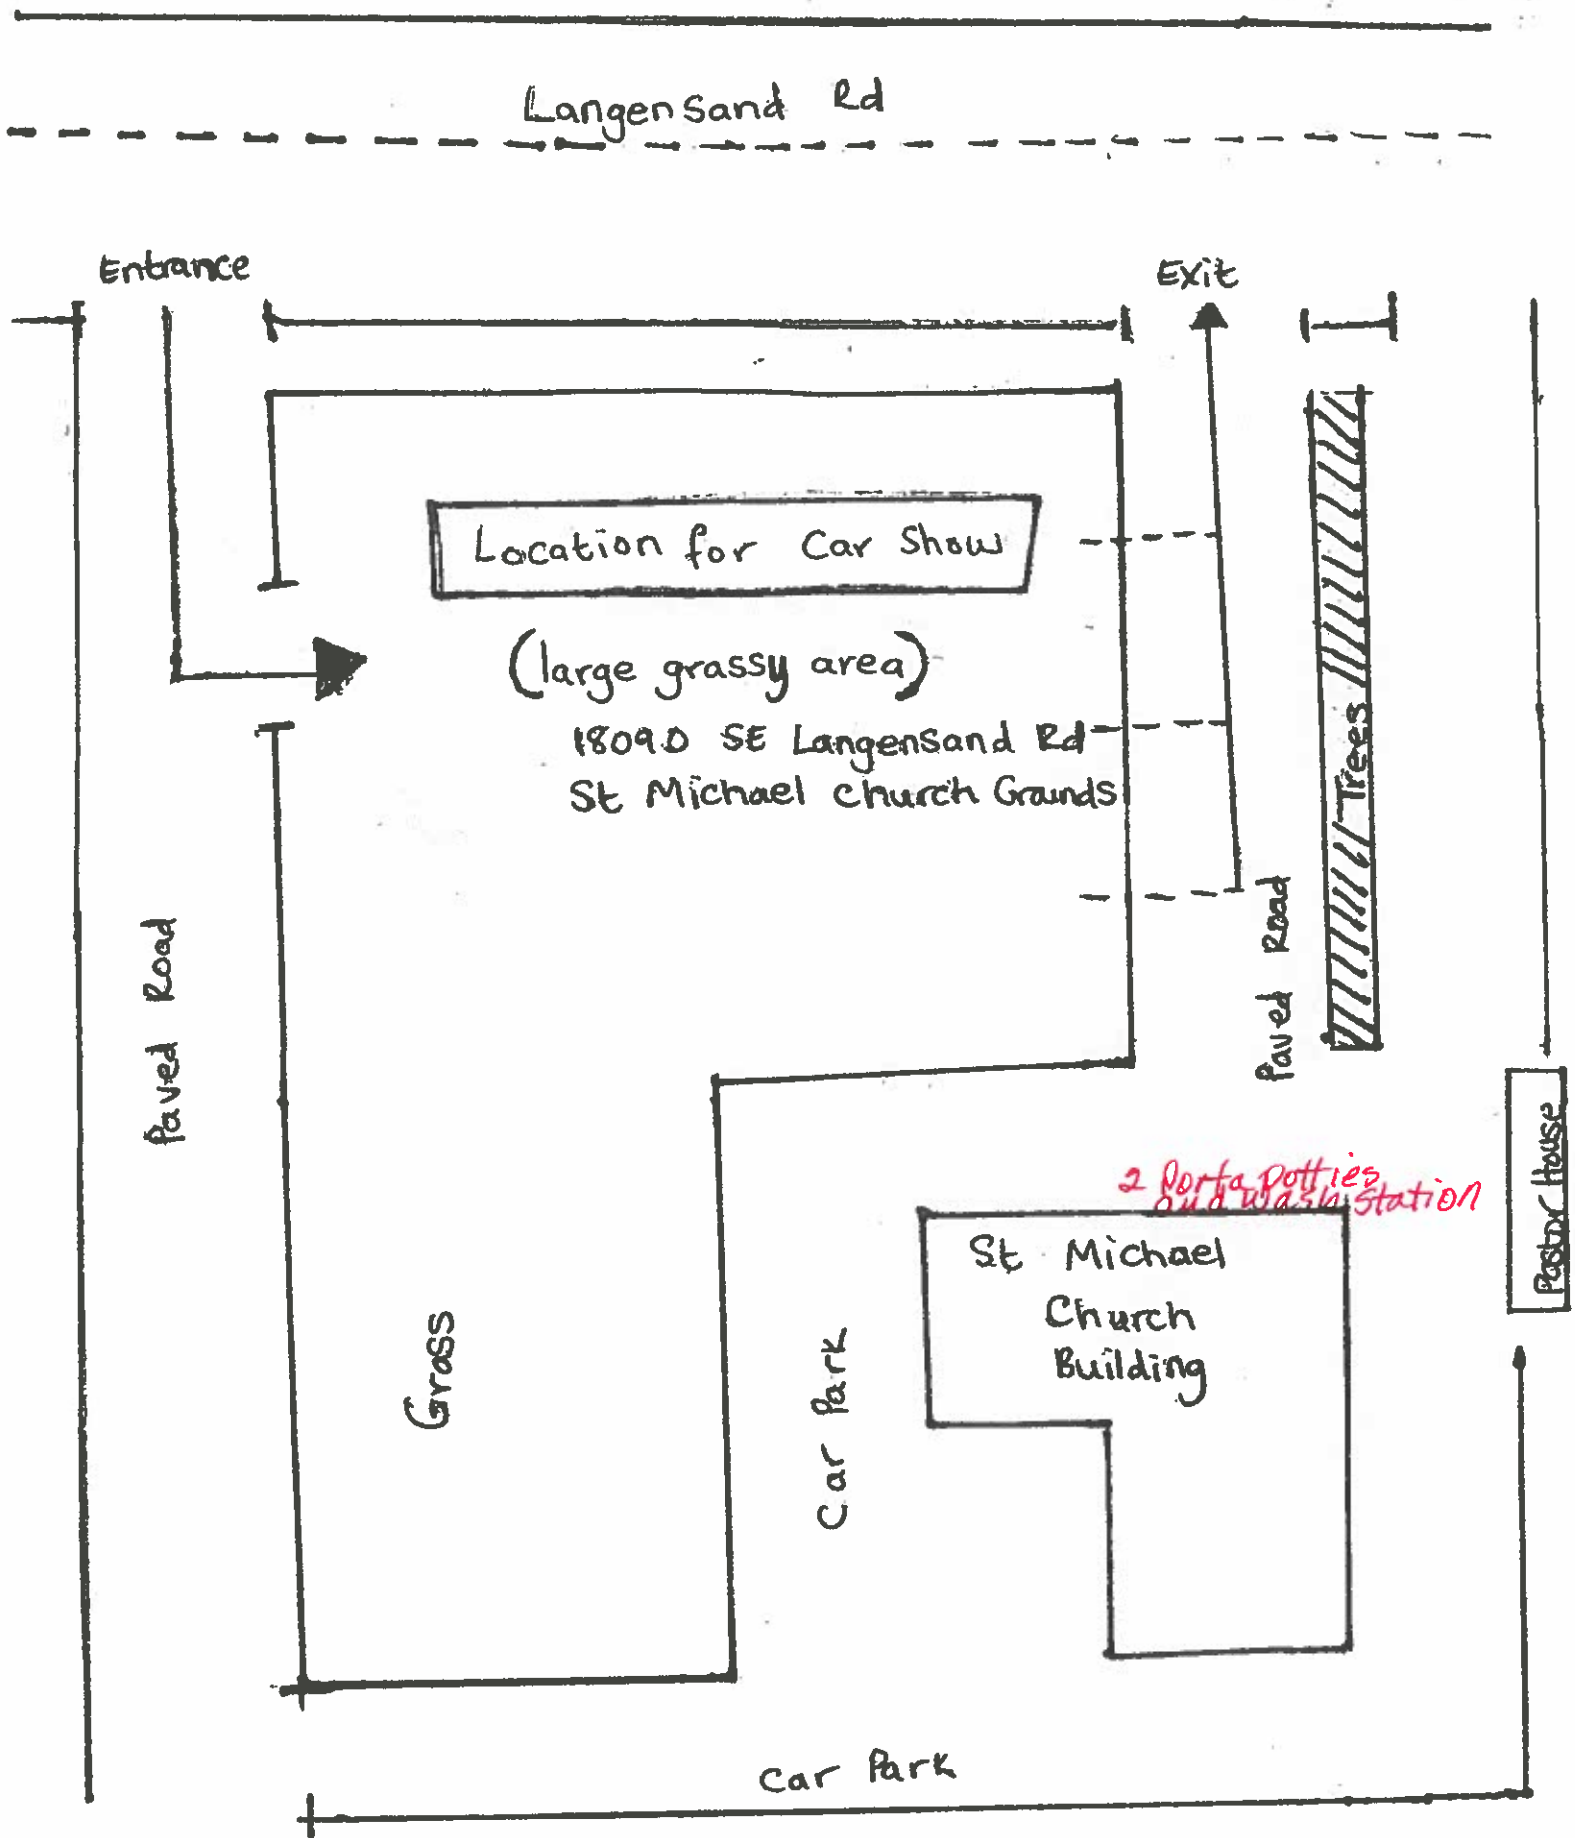 Langensand Rd
Entrance
Exit
Location for Car Show
(large grassy area)
18090 SE Langensand Rd
St Michael Church Grounds
Trees
Paved Road
Paved Road
2 Porta Potties
and wash station
Pastor House
St Michael
Church
Building
Grass
Car Park
Car Park